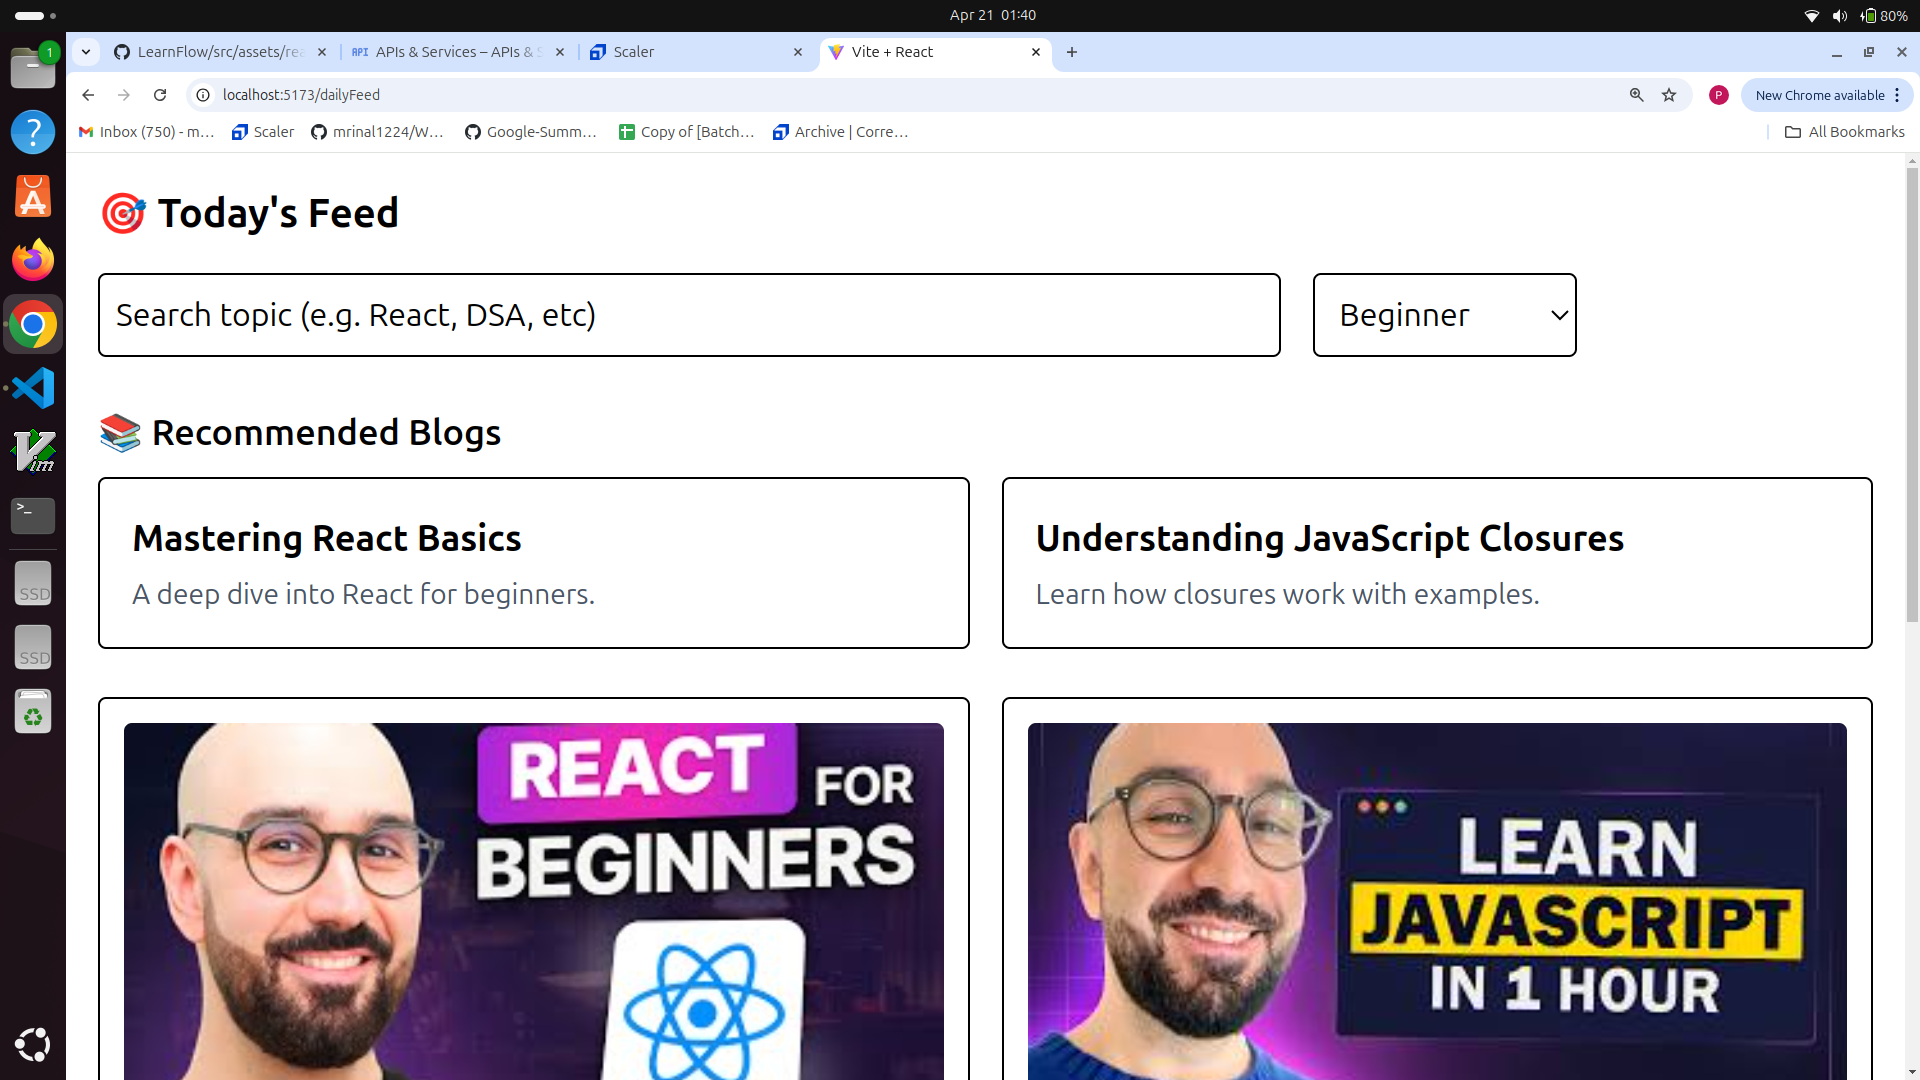 Apr 21 01:40
80%
1
LearnFlow/src/assets/rea
API APIs & Services – APIs & S
Scaler
Vite + React
localhost:5173/dailyFeed
P
New Chrome available
Inbox (750) - m...
Scaler
mrinal1224/W...
Google-Summ...
Copy of [Batch...
Archive | Corre...
All Bookmarks
Today's Feed
Search topic (e.g. React, DSA, etc)
Beginner
Recommended Blogs
Mastering React Basics
A deep dive into React for beginners.
Understanding JavaScript Closures
Learn how closures work with examples.
REACT FOR
BEGINNERS
LEARN
JAVASCRIPT
IN 1 HOUR
?
A
Vim
>_
SSD
SSD